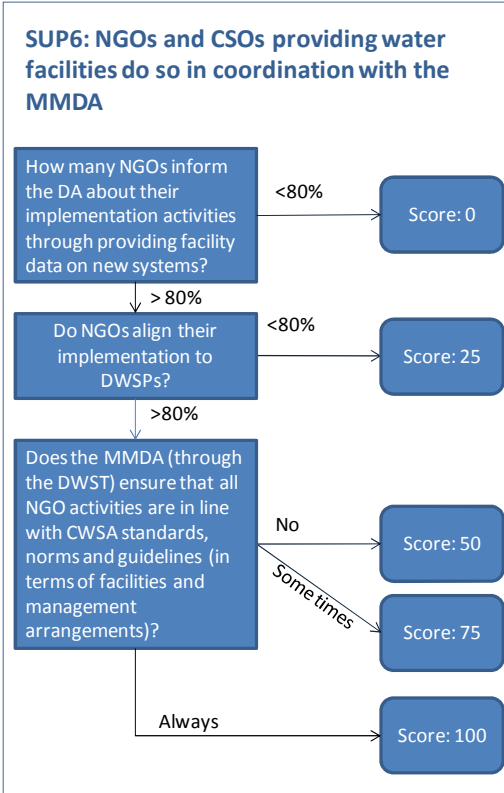 SUP6: NGOs and CSOs providing water
facilities do so in coordination with the
MMDA
How many NGOs inform
the DA about their
implementation activities
through providing facility
data on new systems?
<80%
Score: 0
> 80%
Do NGOs align their
implementation to
DWSPs?
<80%
Score: 25
>80%
Does the MMDA (through
the DWST) ensure that all
NGO activities are in line
with CWSA standards,
norms and guidelines (in
terms of facilities and
management
arrangements)?
No
Score: 50
Some times
Score: 75
Always
Score: 100